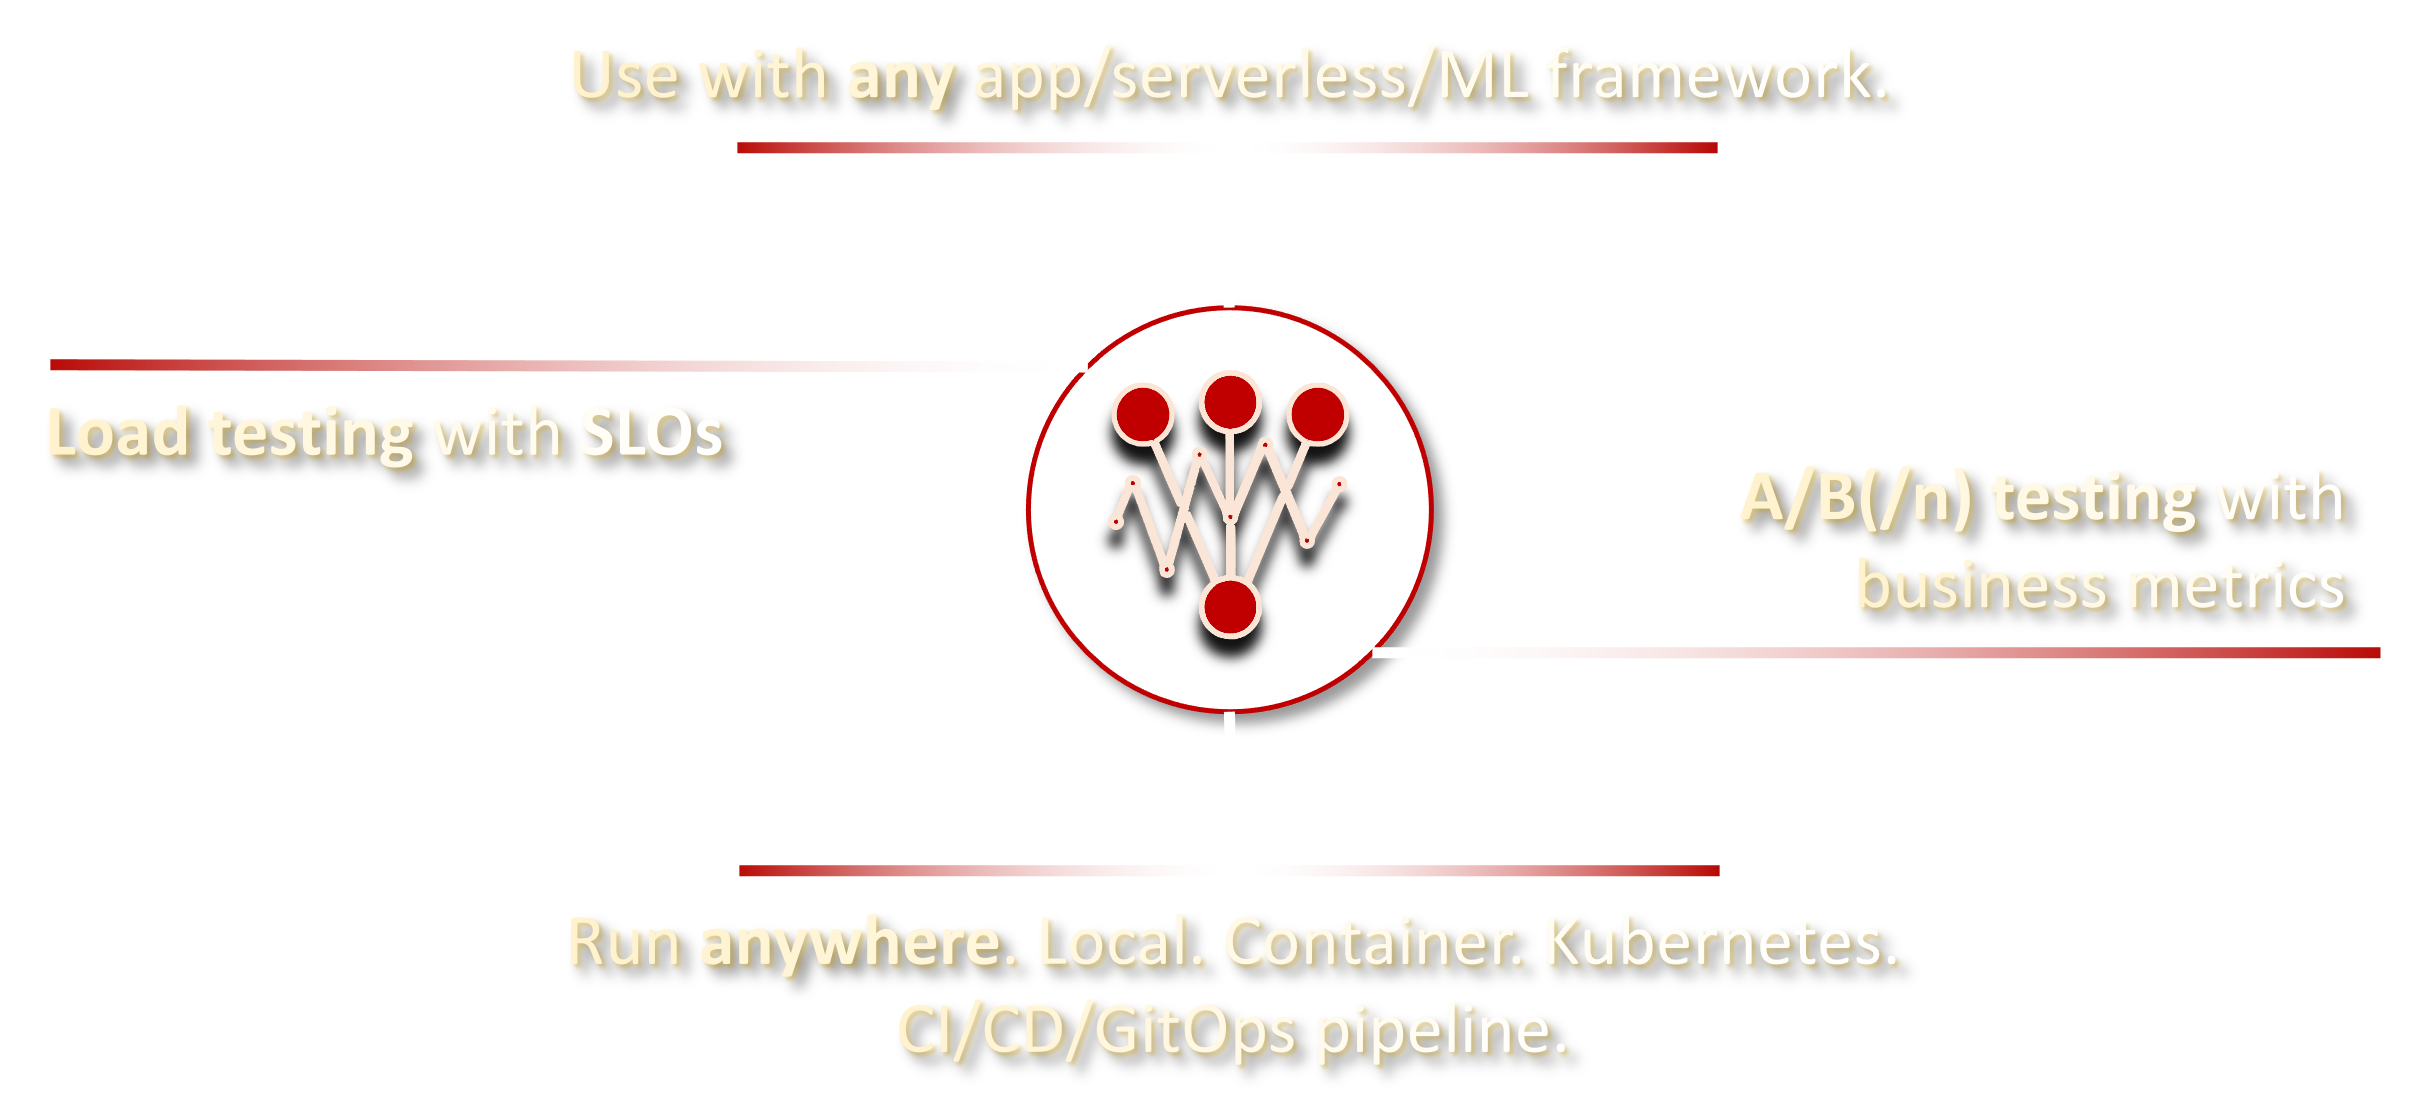 Use with any app/serverless/ML framework.
Load testing with SLOs
A/B(/n) testing with
business metrics
Run anywhere. Local. Container. Kubernetes.
CI/CD/GitOps pipeline.